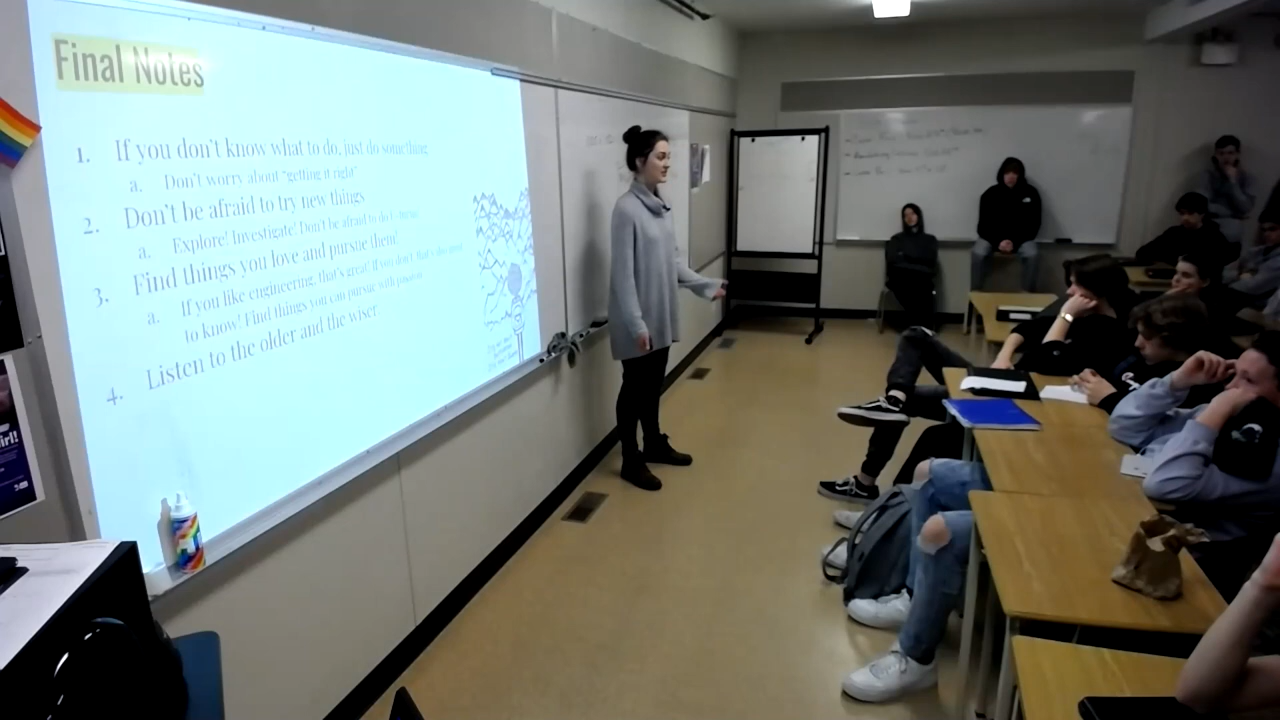 Final Notes
1. If you don't know what to do, just do something
a. Don't worry about "getting it right"
2. Don't be afraid to try new things
a. Explore! Investigate! Don't be afraid to
3. Find things you love and pursue them!
a. If you like engineering, that's great! If you don't, that's also great
to know! Find things you can pursue with passion
4. Listen to the older and the wiser.
irl!